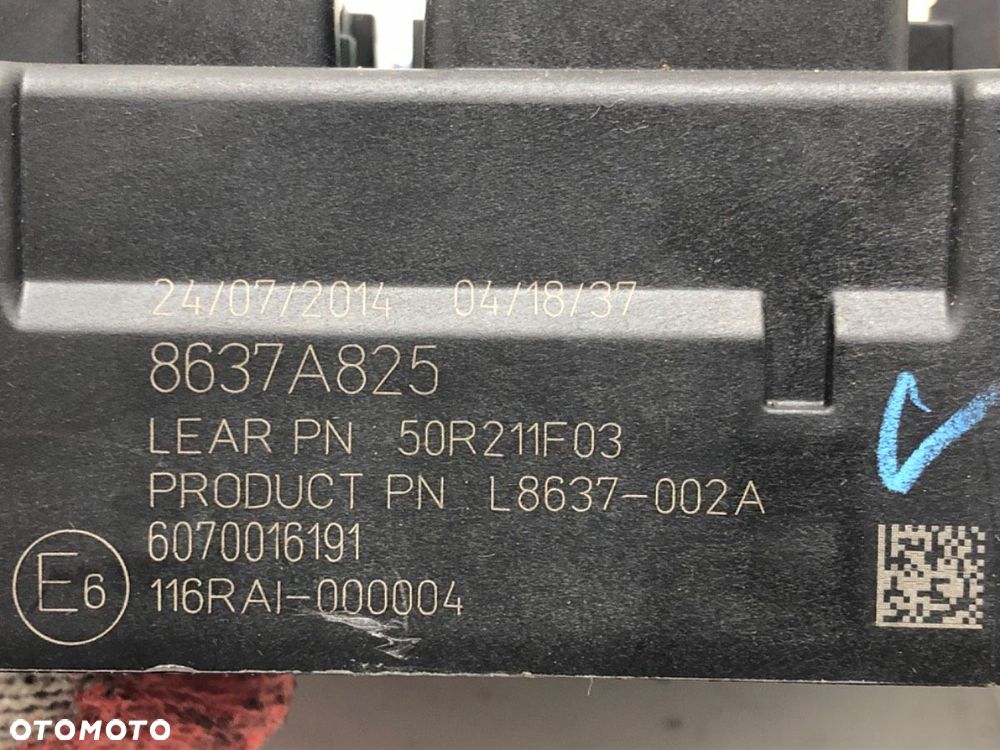 24/07/2014 04/18/37
8637A825
LEAR PN 50R211F03
PRODUCT PN L8637-002A
6070016191
E6 116RAI-000004
OTOMOTO